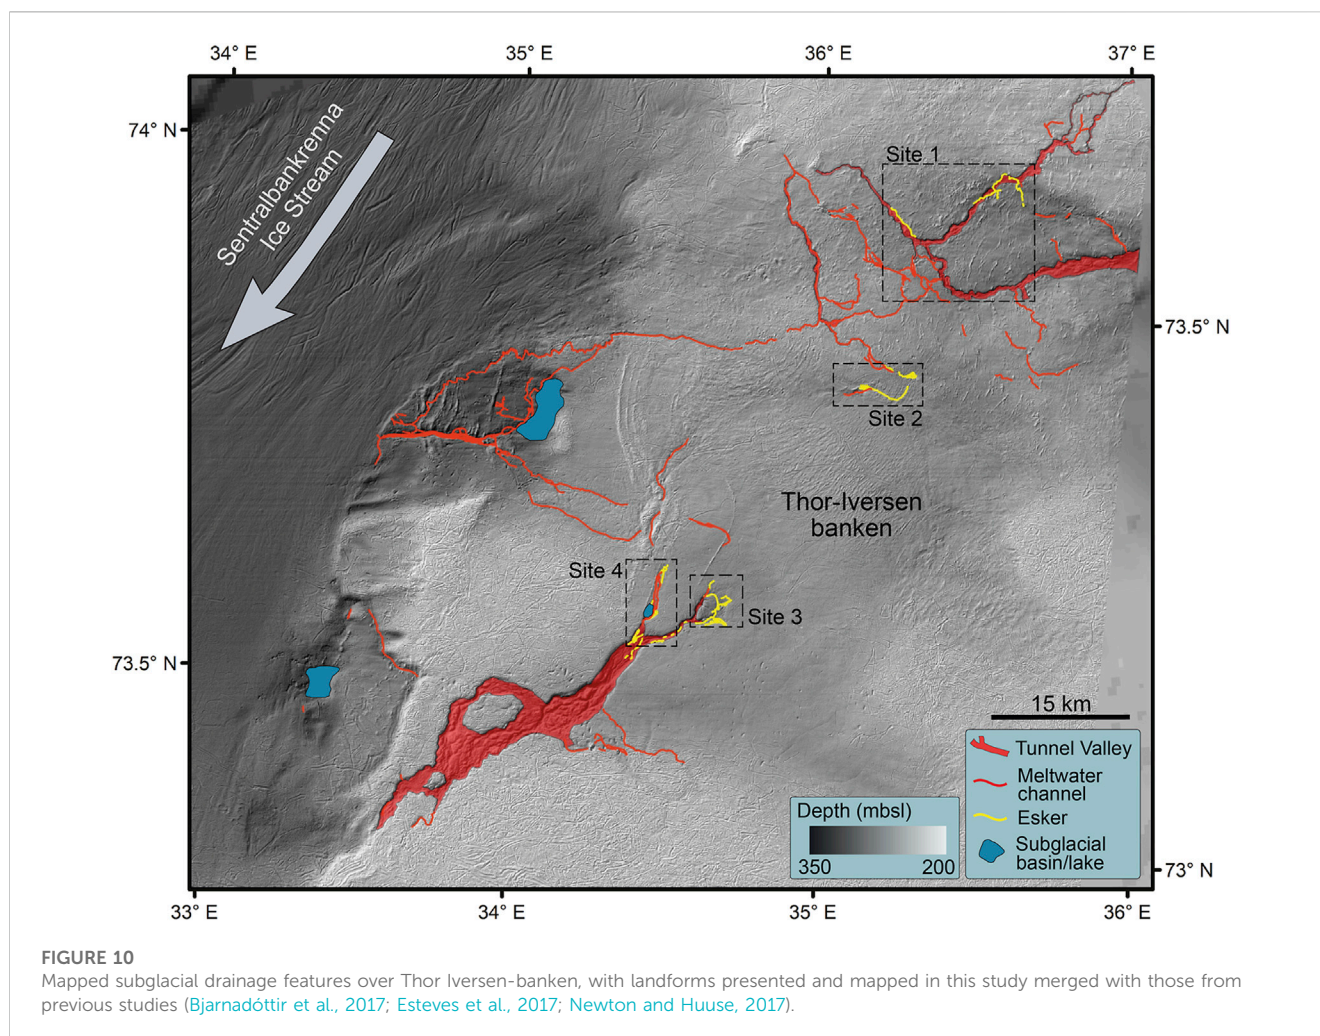 34° E
35° E
36° E
37° E
74° N
Sentralbankrenna
Ice Stream
Site 1
73.5° N
Site 2
Thor-Iversen
banken
Site 4
Site 3
73.5° N
15 km
Tunnel Valley
Meltwater
channel
Esker
Subglacial
basin/lake
Depth (mbsl)
350 200
73° N
33° E
34° E
35° E
36° E
FIGURE 10
Mapped subglacial drainage features over Thor Iversen-banken, with landforms presented and mapped in this study merged with those from
previous studies (Bjarnadóttir et al., 2017; Esteves et al., 2017; Newton and Huuse, 2017).